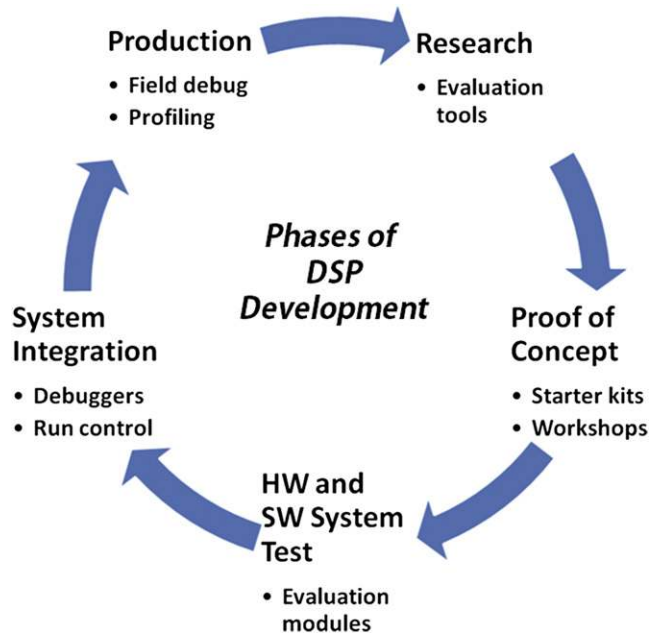 Production
• Field debug
• Profiling
Research
• Evaluation
tools
Phases of
DSP
Development
Proof of
Concept
• Starter kits
• Workshops
HW and
SW System
Test
• Evaluation
modules
System
Integration
• Debuggers
• Run control